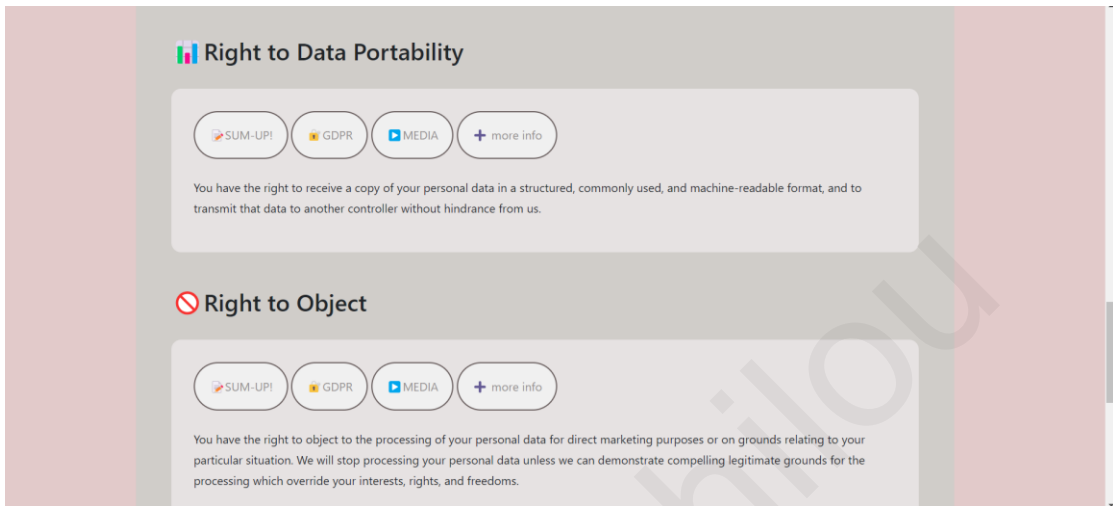 Right to Data Portability
SUM-UP! GDPR MEDIA more info
You have the right to receive a copy of your personal data in a structured, commonly used, and machine-readable format, and to
transmit that data to another controller without hindrance from us.
Right to Object
SUM-UP! GDPR MEDIA more info
You have the right to object to the processing of your personal data for direct marketing purposes or on grounds relating to your
particular situation. We will stop processing your personal data unless we can demonstrate compelling legitimate grounds for the
processing which override your interests, rights, and freedoms.
hilou